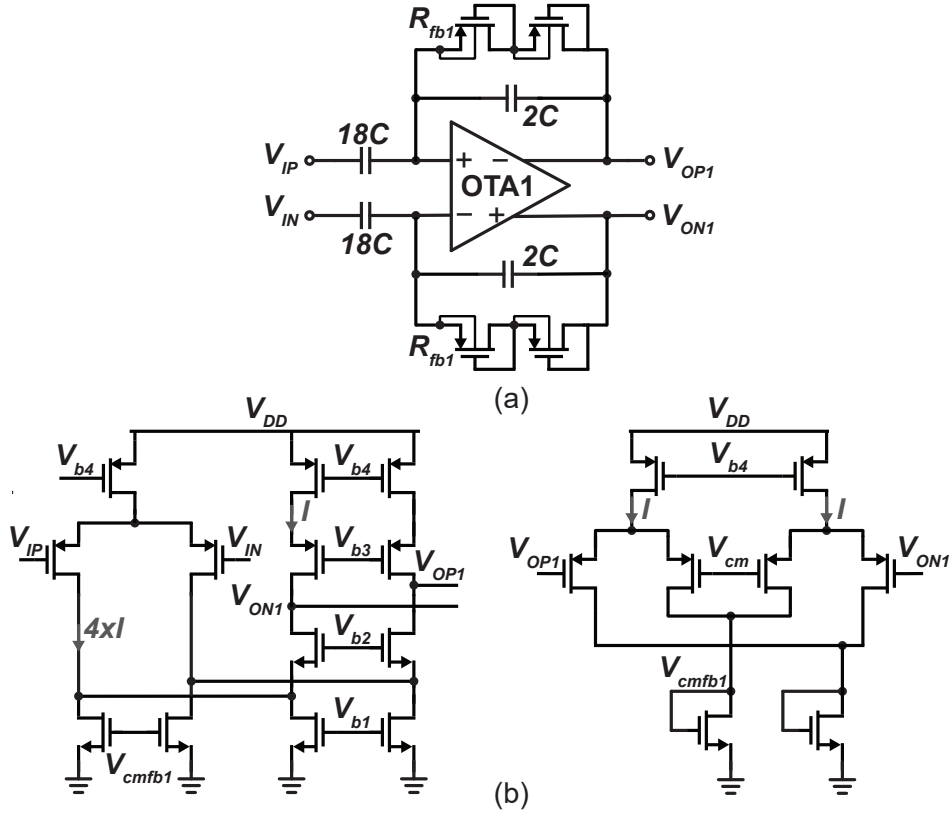 R_fb1
2C
18C
V_IP
+ −
V_OP1
OTA1
V_IN
− +
V_ON1
18C
2C
R_fb1
(a)
V_DD
V_b4
V_b4
I
V_IP
V_IN
V_b3
V_OP1
V_ON1
4xI
V_b2
V_b1
V_cmfb1
V_DD
V_b4
I
I
V_OP1
V_cm
V_ON1
V_cmfb1
(b)